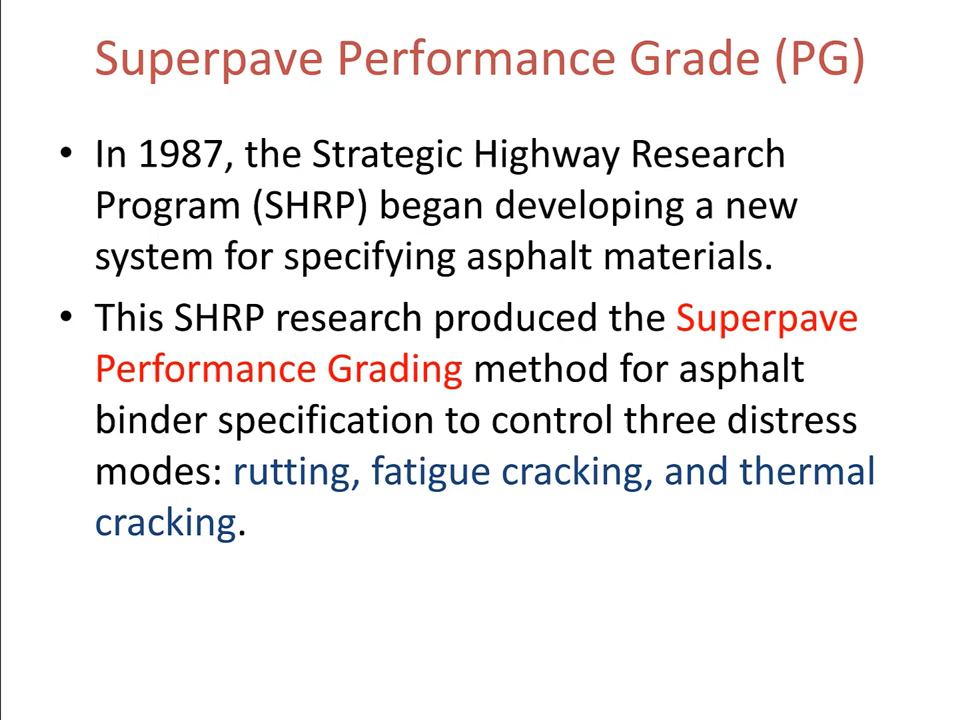 Superpave Performance Grade (PG)
• In 1987, the Strategic Highway Research
Program (SHRP) began developing a new
system for specifying asphalt materials.
• This SHRP research produced the Superpave
Performance Grading method for asphalt
binder specification to control three distress
modes: rutting, fatigue cracking, and thermal
cracking.